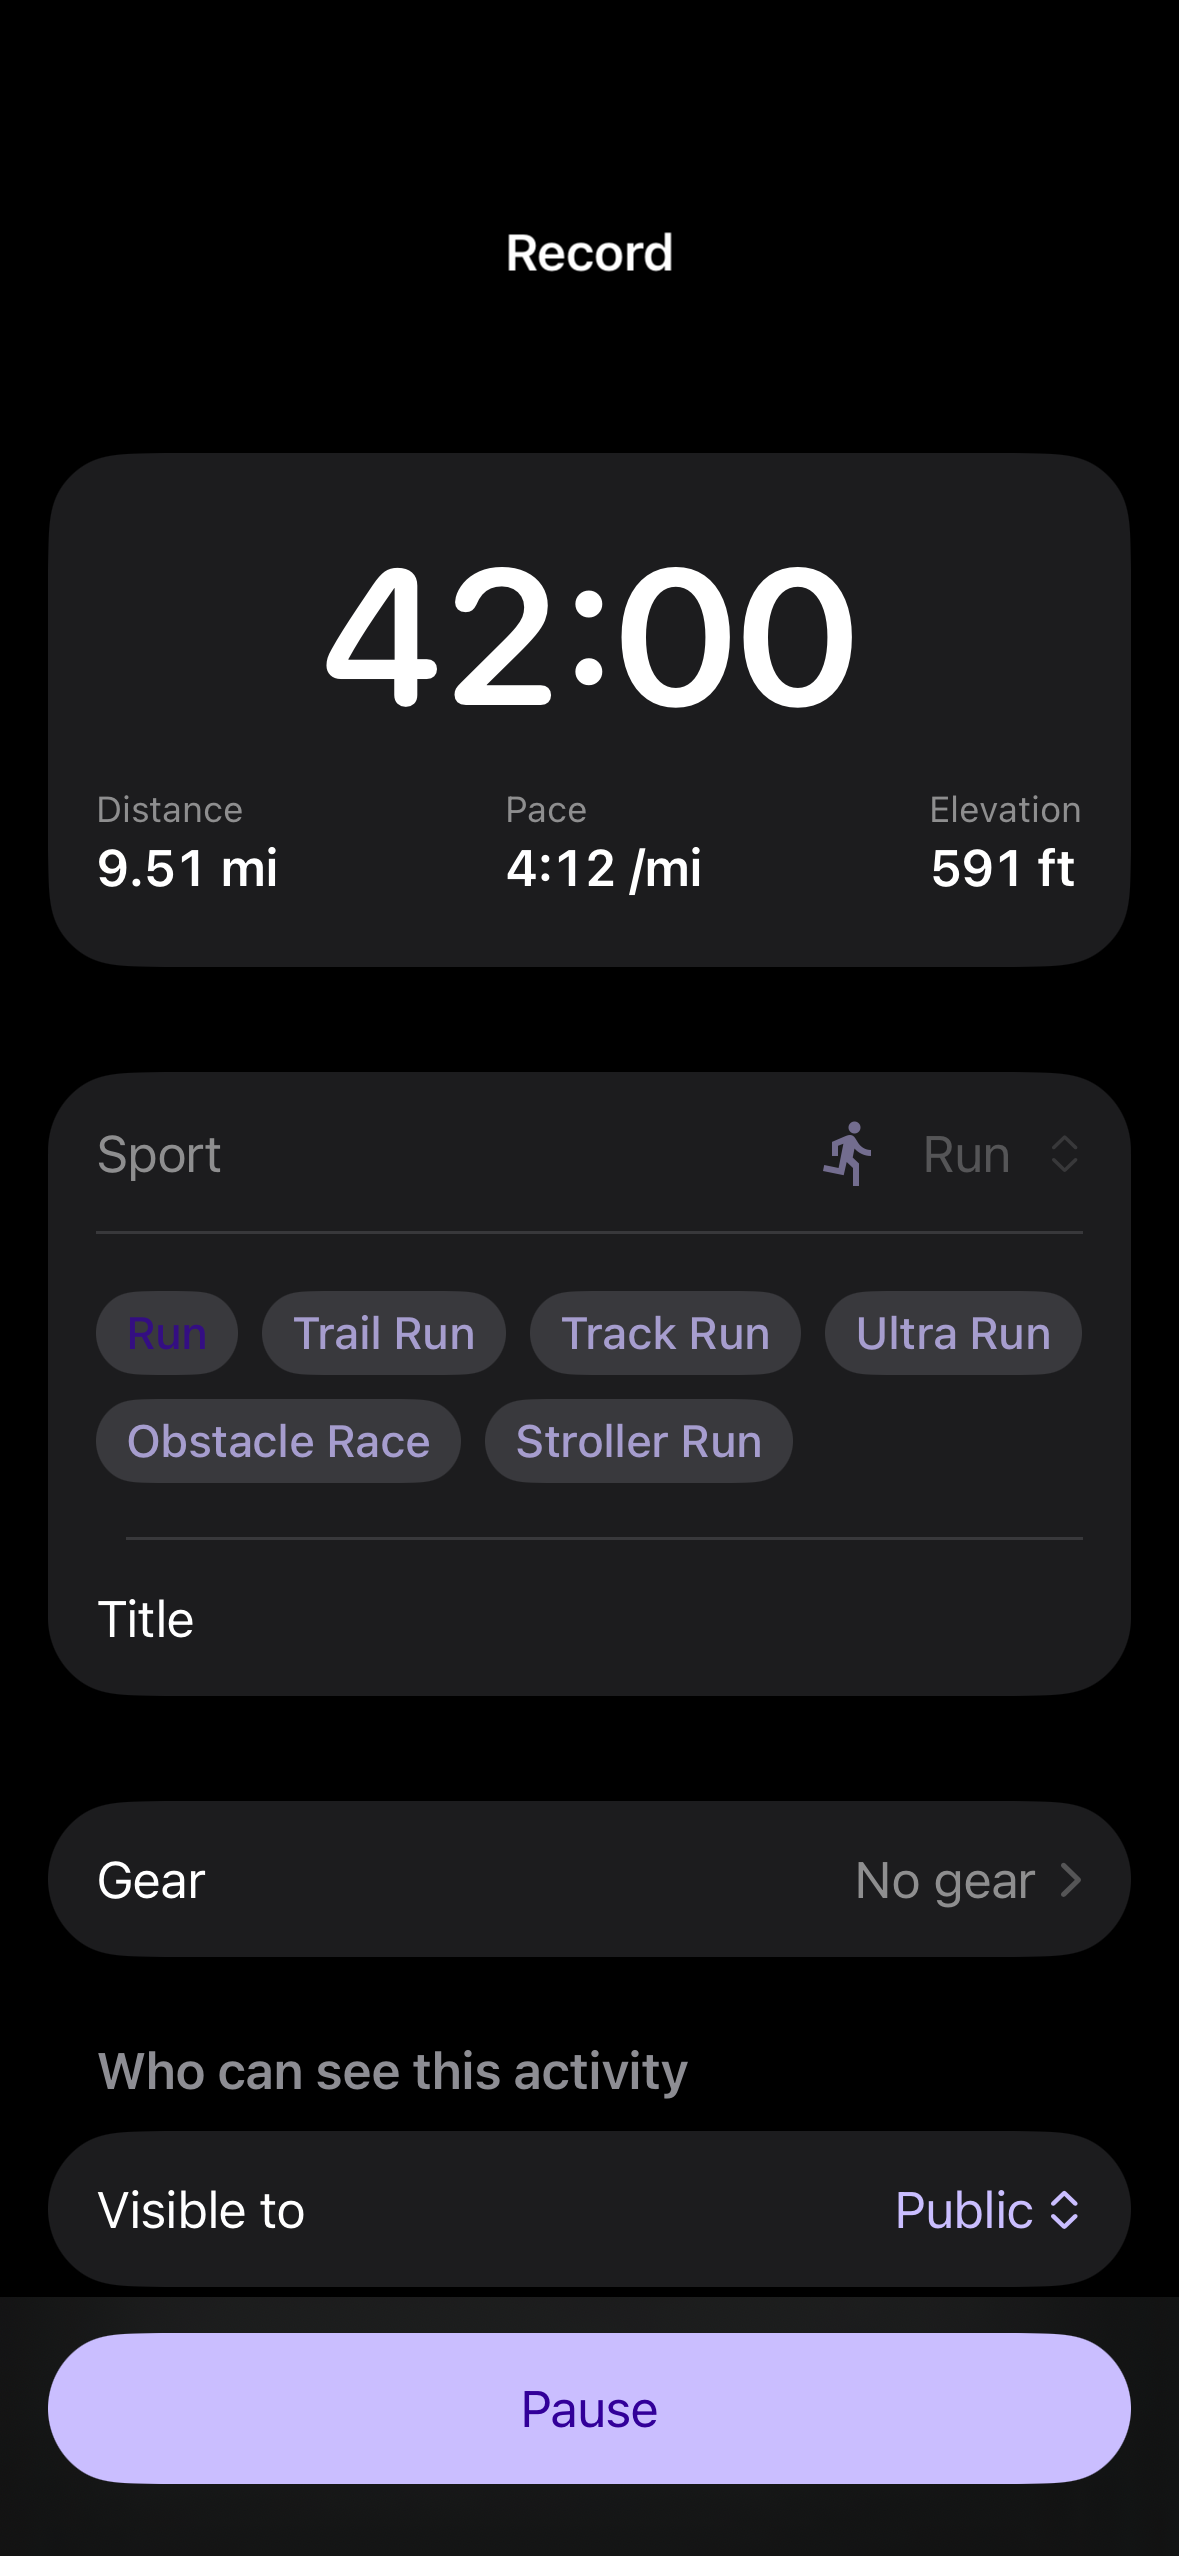 Record
42:00
Distance Pace Elevation
9.51 mi 4:12 /mi 591 ft
Sport Run
Run Trail Run Track Run Ultra Run
Obstacle Race Stroller Run
Title
Gear No gear
Who can see this activity
Visible to Public
Pause